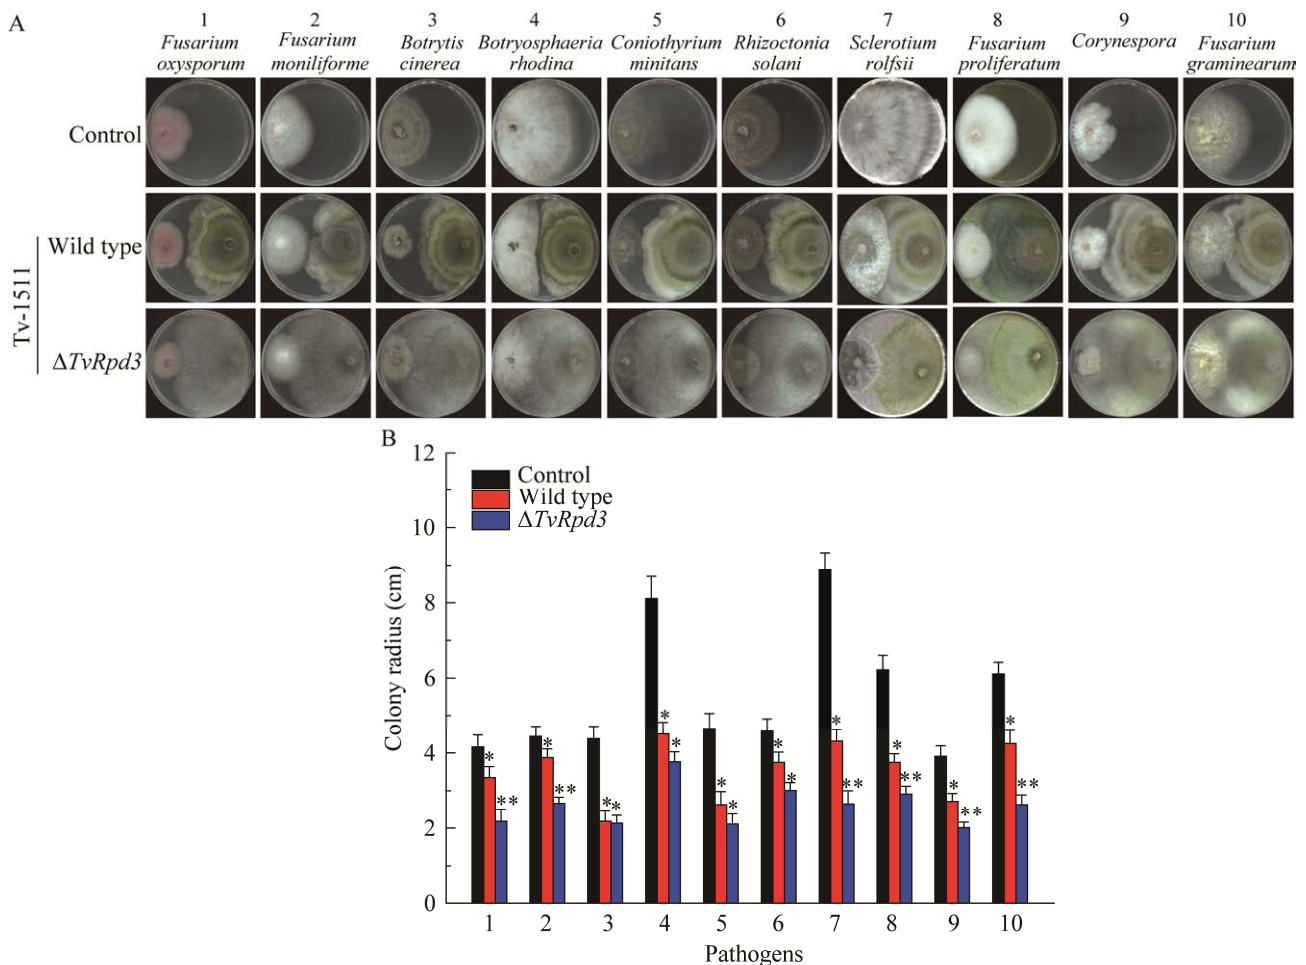 A
1 2 3 4 5 6 7 8 9 10
Fusarium Fusarium Botrytis Botryosphaeria Coniothyrium Rhizoctonia Sclerotium Fusarium Corynespora Fusarium
oxysporum moniliforme cinerea rhodina minitans solani rolfsii proliferatum graminearum
Control
Tv-1511
Wild type
ΔTvRpd3
B
Control
Wild type
ΔTvRpd3
Colony radius (cm)
12
10
8
6
4
2
0
* ** * ** * * * * * * * * * ** * ** * ** * **
1 2 3 4 5 6 7 8 9 10
Pathogens